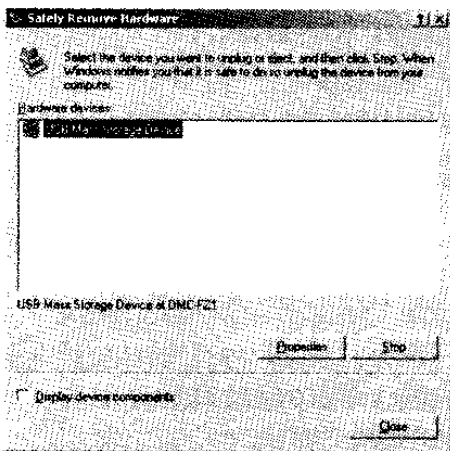 Safely Remove Hardware
Select the device you want to unplug or eject, and then click Stop. When
Windows notifies you that it is safe to do so unplug the device from your
computer.
Hardware devices:
USB Mass Storage Device
USB Mass Storage Device at DMC-FZ1
Properties
Stop
Display device components
Close